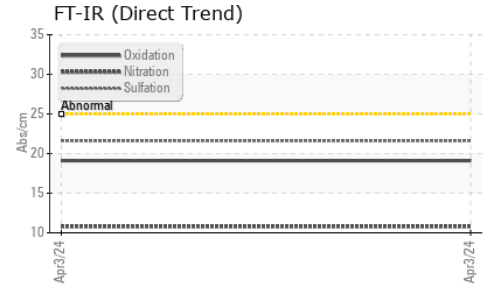 FT-IR (Direct Trend)
35
Oxidation
30
Nitration
Sulfation
Abnormal
25
Abs/cm
20
15
10
Apr3/24
Apr3/24